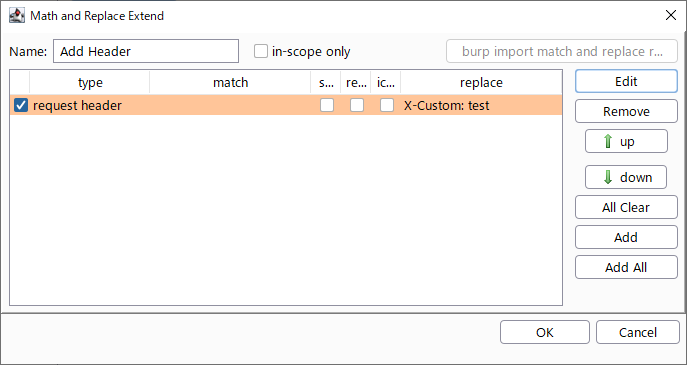 Math and Replace Extend
Name: Add Header in-scope only burp import match and replace r...
type match s... re... ic... replace
request header X-Custom: test
Edit
Remove
up
down
All Clear
Add
Add All
OK Cancel